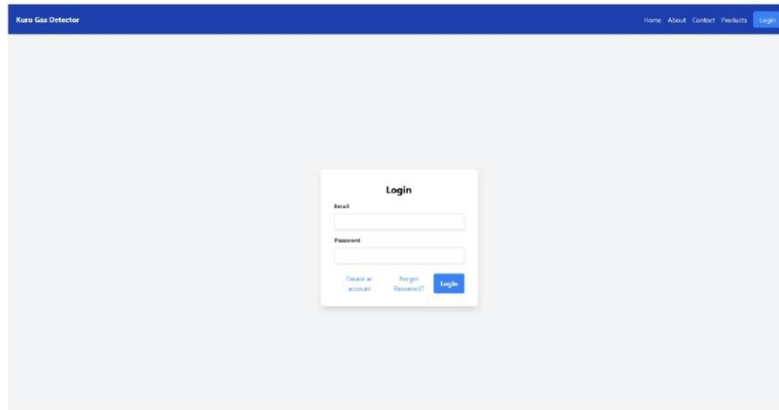 Kuro Gas Detector
Home About Contact Products Login
Login
Email
Password
Create an
account
Forgot
Password?
Login